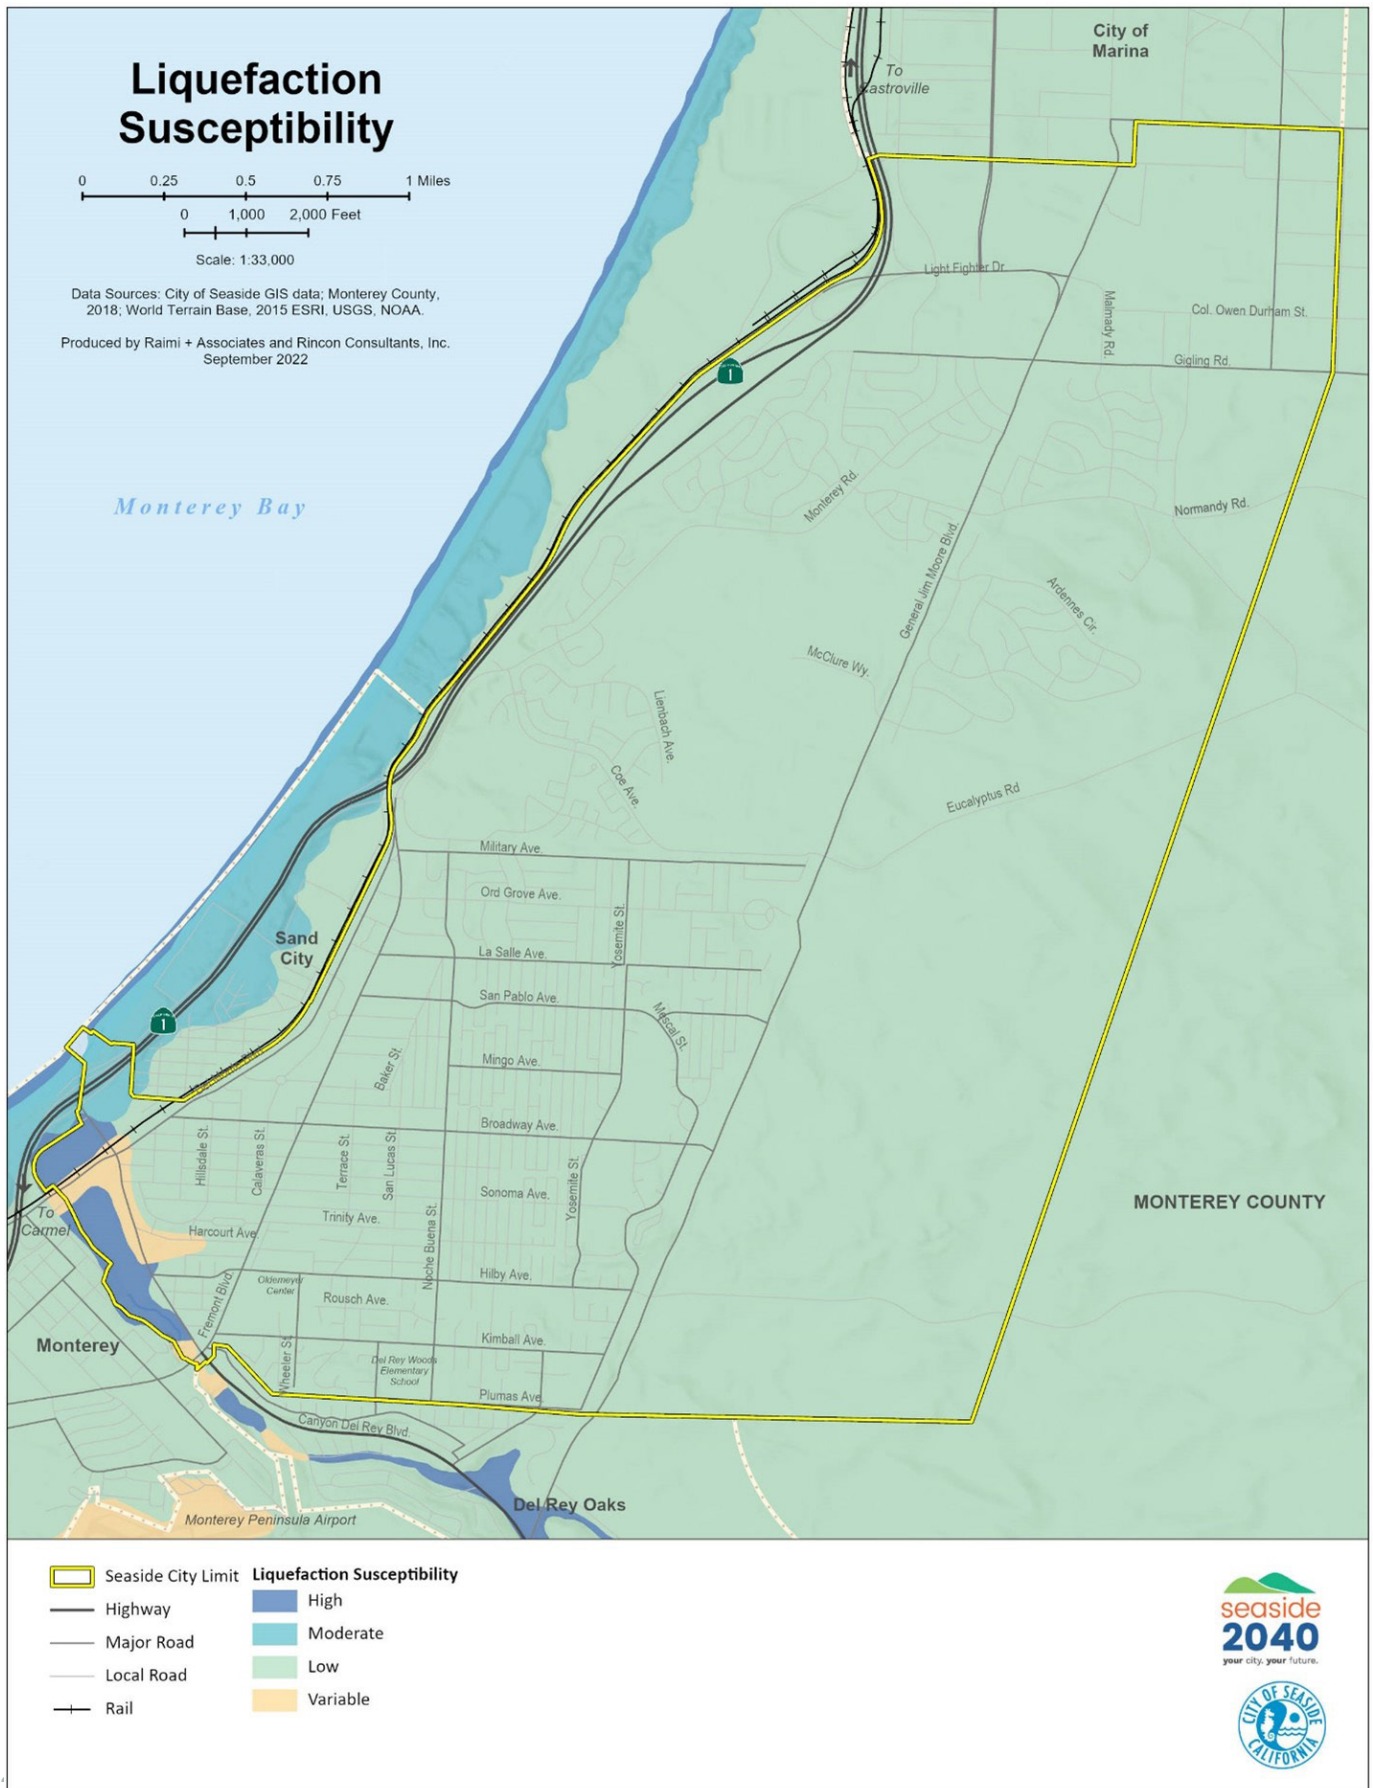 Liquefaction
Susceptibility
0 0.25 0.5 0.75 1 Miles
0 1,000 2,000 Feet
Scale: 1:33,000
Data Sources: City of Seaside GIS data; Monterey County,
2018; World Terrain Base, 2015 ESRI, USGS, NOAA.
Produced by Raimi + Associates and Rincon Consultants, Inc.
September 2022
City of
Marina
To
Castroville
Light Fighter Dr
Malmady Rd.
Col. Owen Durham St.
Gigling Rd.
1
Monterey Bay
Monterey Rd.
Normandy Rd.
General Jim Moore Blvd.
Ardennes Cir.
McClure Wy.
Lienbach Ave.
Coe Ave.
Eucalyptus Rd
Military Ave.
Ord Grove Ave.
Yosemite St.
Sand
City
La Salle Ave.
San Pablo Ave.
Mescal St.
1
Baker St.
Mingo Ave.
Broadway Ave.
Hillsdale St.
Calaveras St.
Terrace St.
San Lucas St.
Sonoma Ave.
Yosemite St.
MONTEREY COUNTY
To
Carmel
Trinity Ave.
Harcourt Ave.
Noche Buena St.
Hilby Ave.
Oldemeyer
Center
Rousch Ave.
Fremont Blvd.
Monterey
Kimball Ave.
Wheeler St.
Del Rey Woods
Elementary
School
Plumas Ave.
Canyon Del Rey Blvd.
Del Rey Oaks
Monterey Peninsula Airport
Seaside City Limit
Highway
Major Road
Local Road
Rail
Liquefaction Susceptibility
High
Moderate
Low
Variable
seaside
2040
your city. your future.
CITY OF SEASIDE
CALIFORNIA